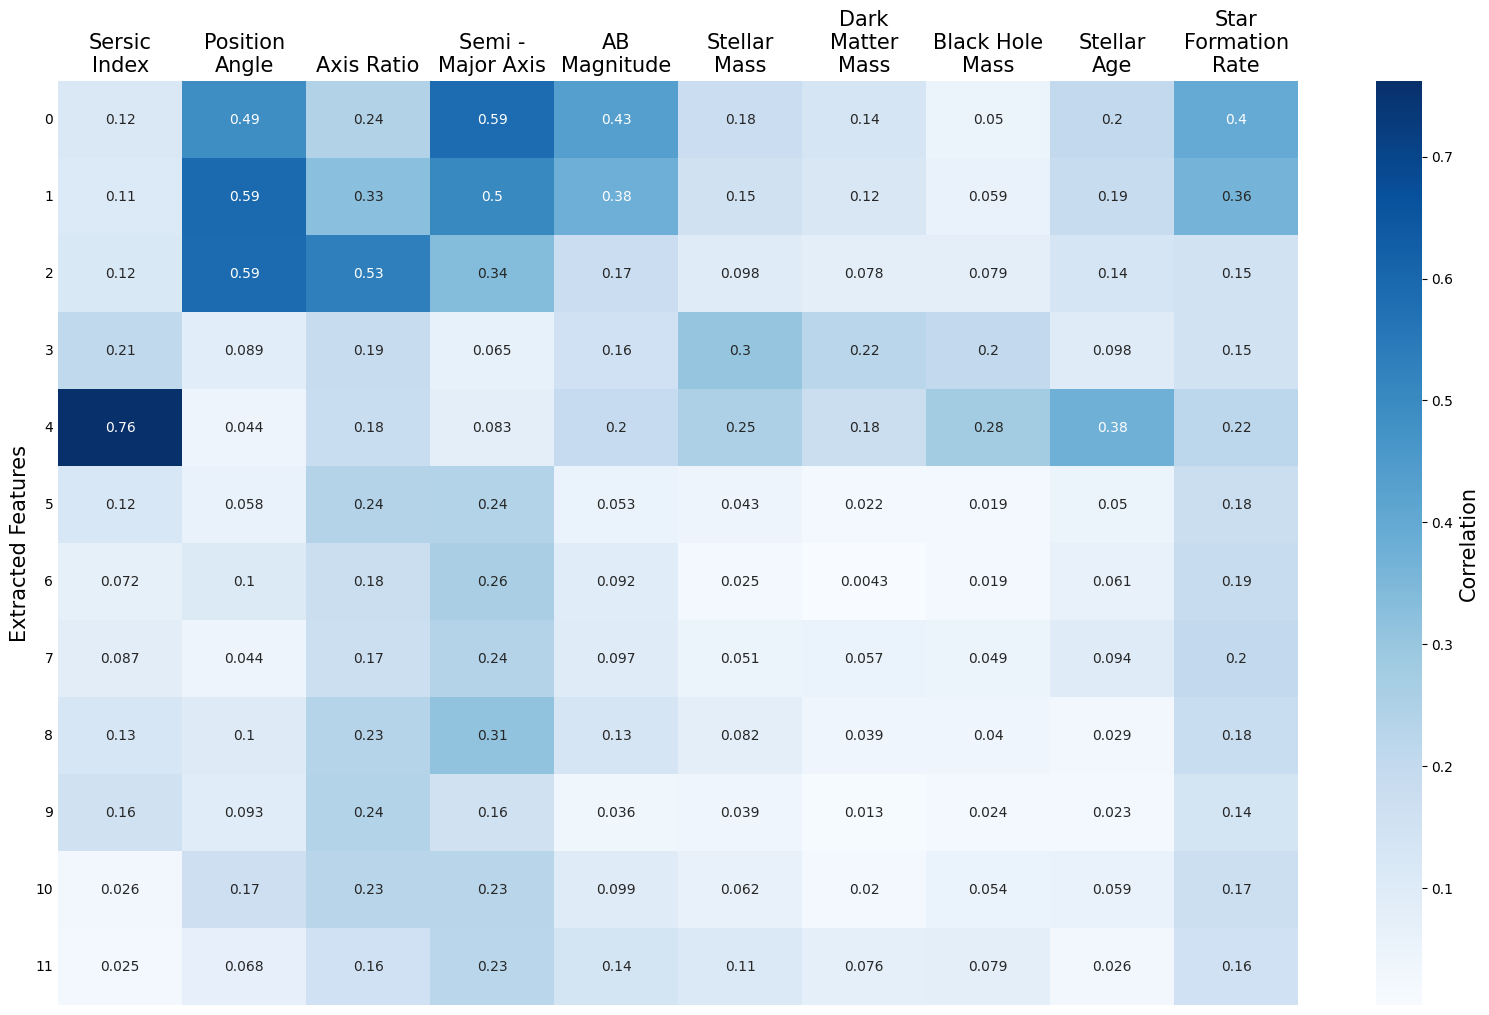 Dark
Star
Sersic Position Semi - AB Stellar Matter Black Hole Stellar Formation
Index Angle Axis Ratio Major Axis Magnitude Mass Mass Mass Age Rate
0 0.12 0.49 0.24 0.59 0.43 0.18 0.14 0.05 0.2 0.4
0.7
1 0.11 0.59 0.33 0.5 0.38 0.15 0.12 0.059 0.19 0.36
2 0.12 0.59 0.53 0.34 0.17 0.098 0.078 0.079 0.14 0.15
0.6
3 0.21 0.089 0.19 0.065 0.16 0.3 0.22 0.2 0.098 0.15
0.5
4 0.76 0.044 0.18 0.083 0.2 0.25 0.18 0.28 0.38 0.22
5 0.12 0.058 0.24 0.24 0.053 0.043 0.022 0.019 0.05 0.18
0.4
Extracted Features
Correlation
6 0.072 0.1 0.18 0.26 0.092 0.025 0.0043 0.019 0.061 0.19
0.3
7 0.087 0.044 0.17 0.24 0.097 0.051 0.057 0.049 0.094 0.2
8 0.13 0.1 0.23 0.31 0.13 0.082 0.039 0.04 0.029 0.18
0.2
9 0.16 0.093 0.24 0.16 0.036 0.039 0.013 0.024 0.023 0.14
10 0.026 0.17 0.23 0.23 0.099 0.062 0.02 0.054 0.059 0.17
0.1
11 0.025 0.068 0.16 0.23 0.14 0.11 0.076 0.079 0.026 0.16